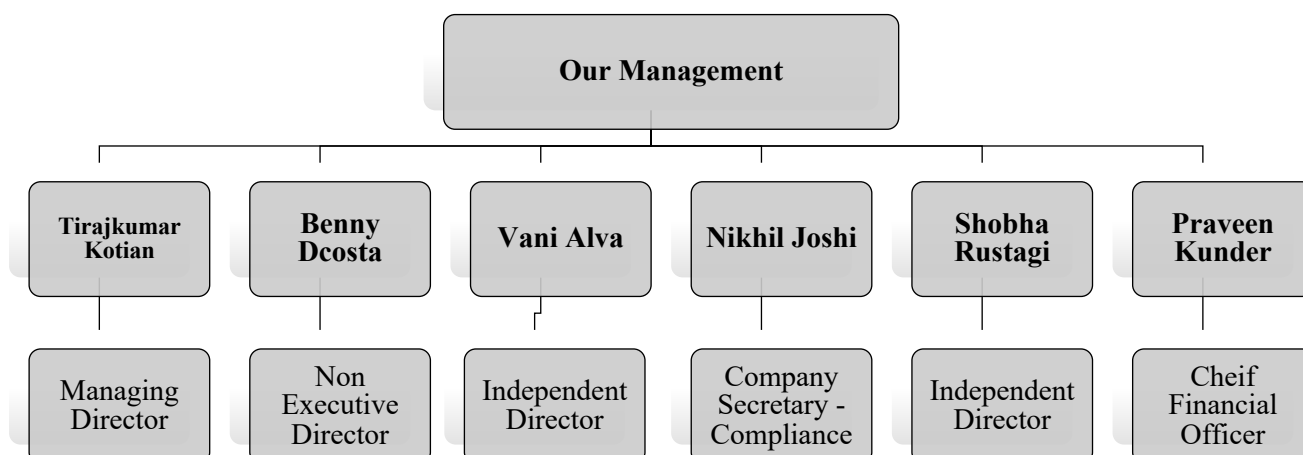 Our Management
Tirajkumar
Kotian
Benny
Dcosta
Vani Alva
Nikhil Joshi
Shobha
Rustagi
Praveen
Kunder
Managing
Director
Non
Executive
Director
Independent
Director
Company
Secretary -
Compliance
Independent
Director
Cheif
Financial
Officer